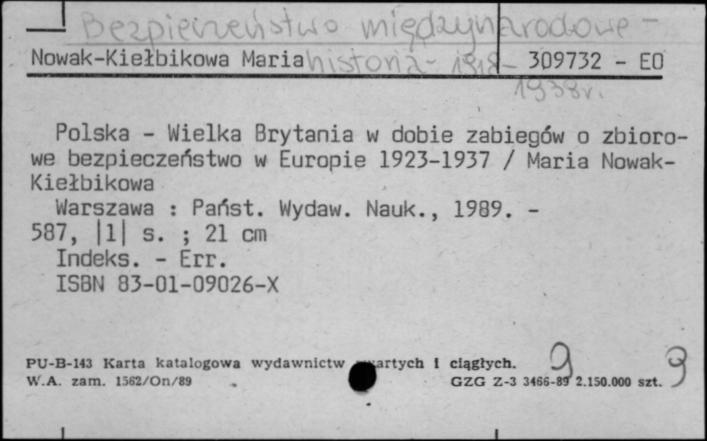 Bezpieczeństwo międzynarodowe -
Nowak-Kiełbikowa Maria historia - 1918 - 309732 - EO
1938 r.
Polska - Wielka Brytania w dobie zabiegów o zbioro-
we bezpieczeństwo w Europie 1923-1937 / Maria Nowak-
Kiełbikowa
Warszawa : Państ. Wydaw. Nauk., 1989. -
587, |1| s. ; 21 cm
Indeks. - Err.
ISBN 83-01-09026-X
9 9
PU-B-143 Karta katalogowa wydawnictw zwartych i ciągłych.
W.A. zam. 1562/On/89 GZG Z-3 3466-89 2.150.000 szt.